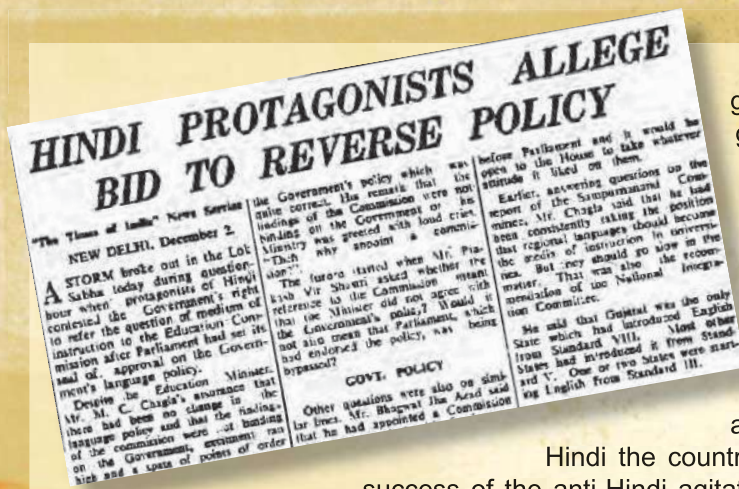 HINDI PROTAGONISTS ALLEGE
BID TO REVERSE POLICY
"The Times of India" News Service
NEW DELHI, December 2.
A STORM broke out in the Lok
Sabha today during question-
hour when protagonists of Hindi
contested the Government's right
to refer the question of medium of
instruction to the Education Com-
mission after Parliament had set its
seal of approval on the Govern-
ment's language policy.
Despite the Education Minister,
Mr. M. C. Chagla's assurance that
there had been no change in the
language policy and that the findings
of the commission were not binding
on the Government, excitement ran
high and a spate of points of order
the Government's policy which was
quite correct. His remark that the
findings of the Commission were not
binding on the Government or his
Ministry was greeted with loud cries.
"Then why appoint a commis-
sion?"
The furore started when Mr. Pra-
kash Vir Shastri asked whether the
reference to the Commission meant
that the Minister did not agree with
the Government's policy? Would it
not also mean that Parliament, which
had endorsed the policy, was being
bypassed?
GOVT. POLICY
Other questions were also on simi-
lar lines. Mr. Bhagwat Jha Azad said
that he had appointed a Commission
before Parliament and it would be
open to the House to take whatever
attitude it liked on them.
Earlier, answering questions on the
report of the Sampurnanand Com-
mittee, Mr. Chagla said that he had
been consistently taking the position
that regional languages should become
the media of instruction in universi-
ties. But they should go slow in the
matter. That was also the recom-
mendation of the National Integra-
tion Committee.
He said that Gujarat was the only
State which had introduced English
from Standard VIII. Most other
States had introduced it from Stand-
ard V. One or two States were start-
ing English from Standard III.
Hindi the countr
success of the anti-Hindi agitat